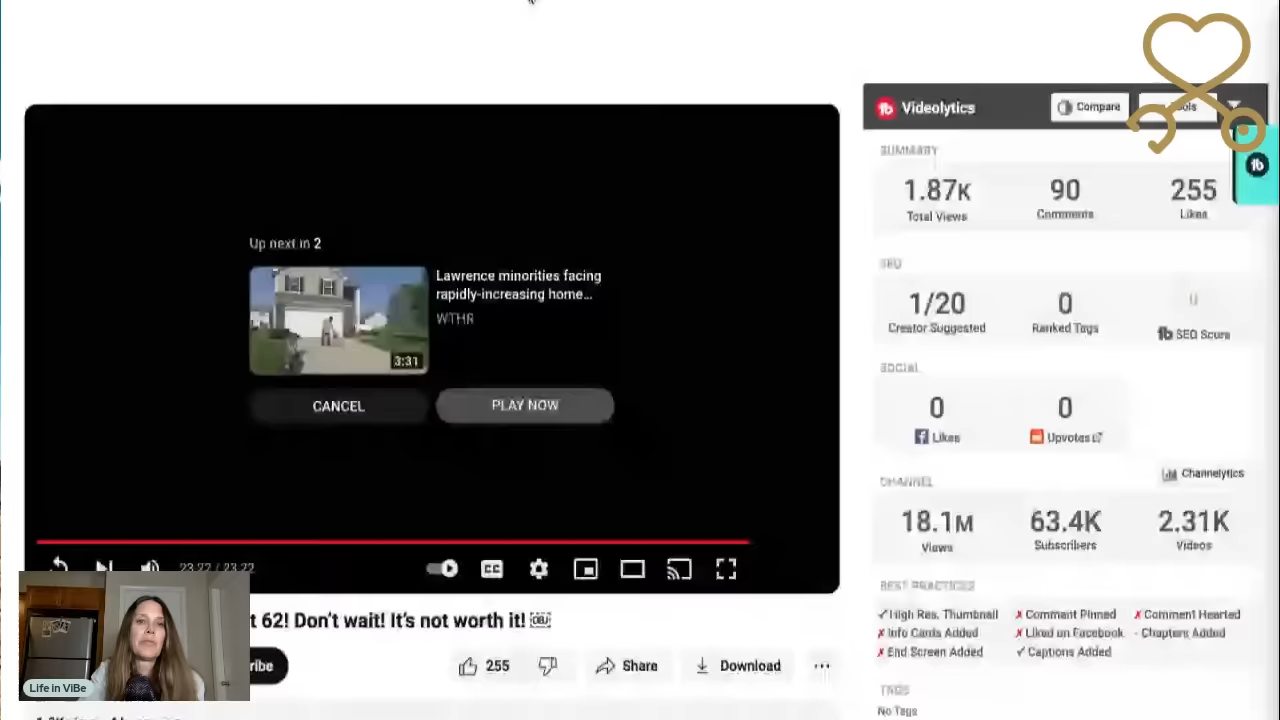 Videolytics
Compare
SUMMARY
1.87K
90
255
Total Views
Comments
Likes
SEO
1/20
0
0
Creator Suggested
Ranked Tags
SEO Score
SOCIAL
0
0
Likes
Upvotes
CHANNEL
Channelytics
18.1M
63.4K
2.31K
Views
Subscribers
Videos
BEST PRACTICES
High Res. Thumbnail
Comment Pinned
Comment Hearted
Info Cards Added
Liked on Facebook
Chapters Added
End Screen Added
Captions Added
TAGS
No Tags
Up next in 2
Lawrence minorities facing
rapidly-increasing home...
WTHR
3:31
CANCEL
PLAY NOW
23:22 / 23:22
CC
t 62! Don't wait! It's not worth it!
255
Share
Download
Life in ViBe